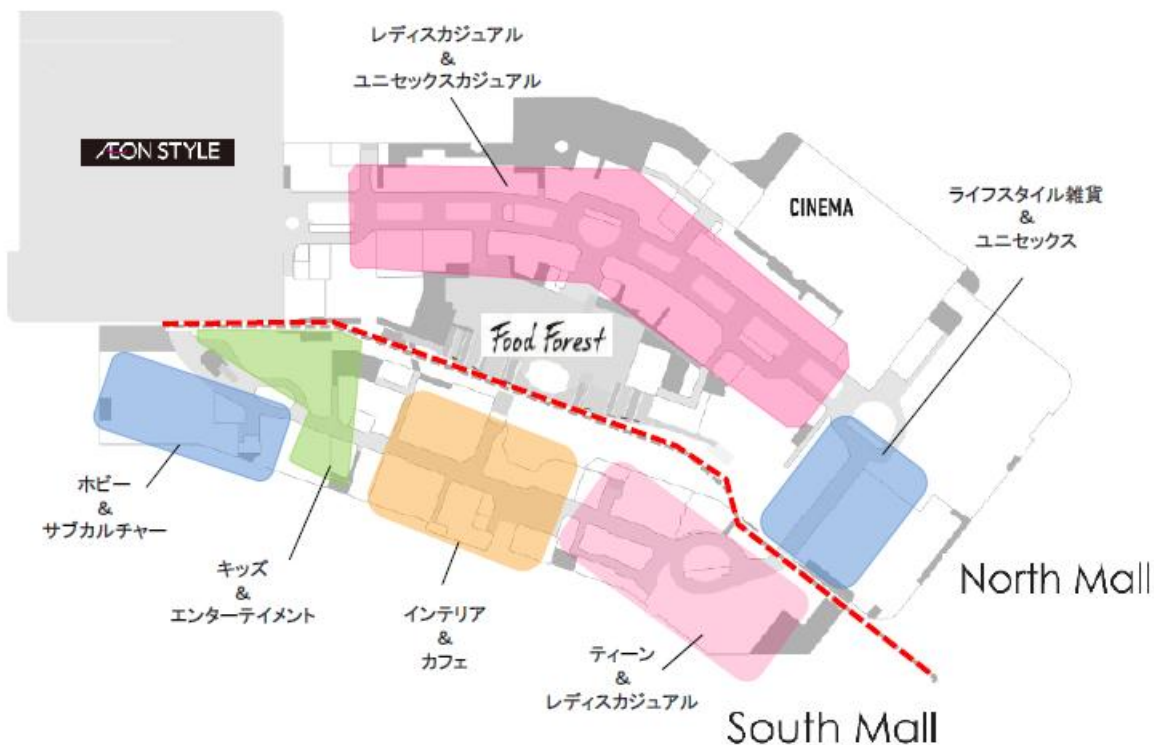 レディスカジュアル
&
ユニセックスカジュアル
ÆON STYLE
CINEMA
ライフスタイル雑貨
&
ユニセックス
Food Forest
ホビー
&
サブカルチャー
キッズ
&
エンターテイメント
インテリア
&
カフェ
ティーン
&
レディスカジュアル
North Mall
South Mall